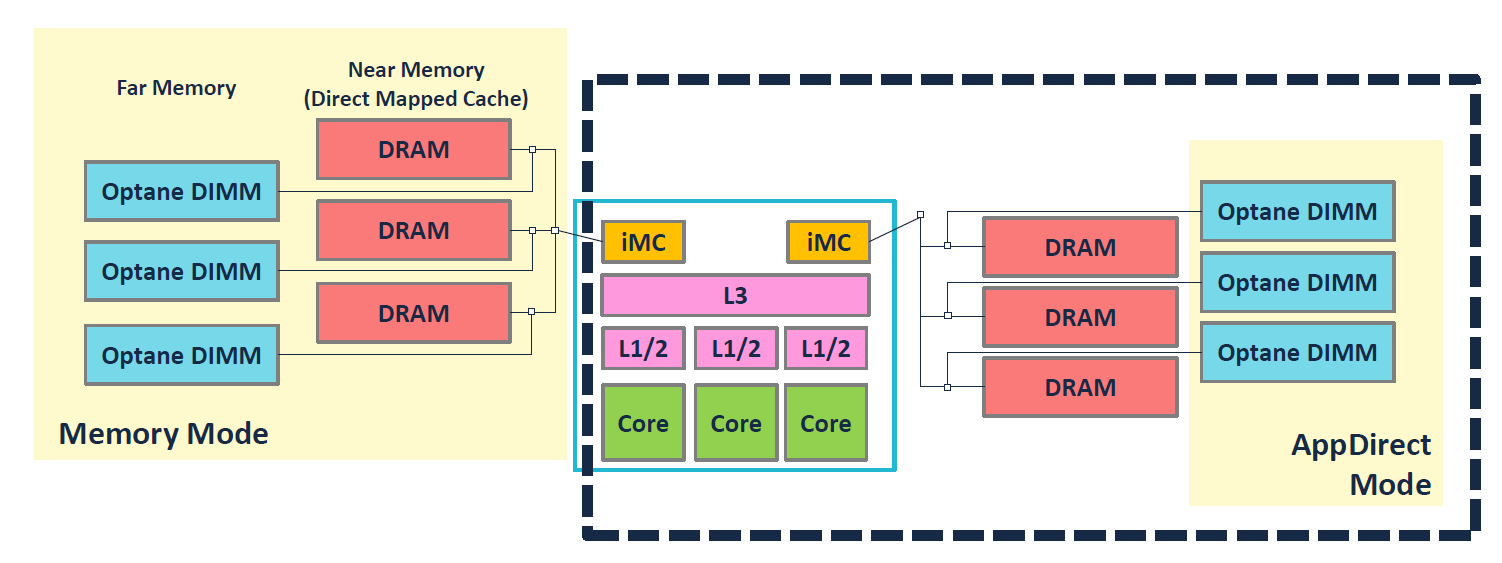 Far Memory
Near Memory
(Direct Mapped Cache)
DRAM
Optane DIMM
DRAM
Optane DIMM
DRAM
Optane DIMM
Memory Mode
iMC
iMC
L3
L1/2
L1/2
L1/2
Core
Core
Core
Optane DIMM
DRAM
Optane DIMM
DRAM
Optane DIMM
DRAM
AppDirect
Mode